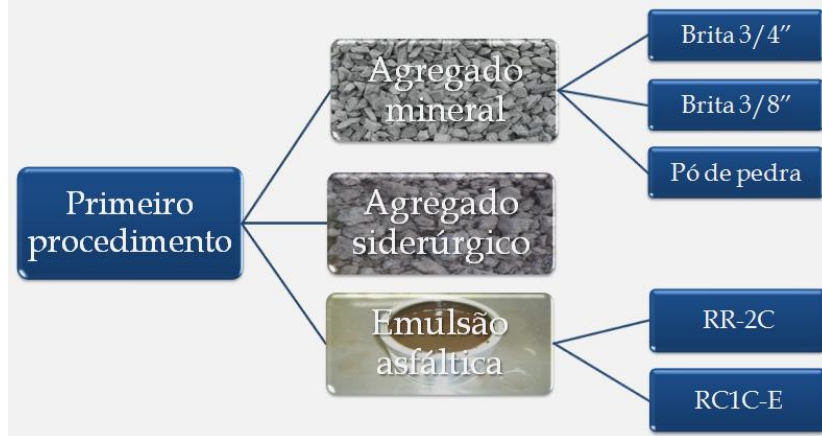 Primeiro
procedimento
Agregado
mineral
Brita 3/4”
Brita 3/8”
Pó de pedra
Agregado
siderúrgico
Emulsão
asfáltica
RR-2C
RC1C-E